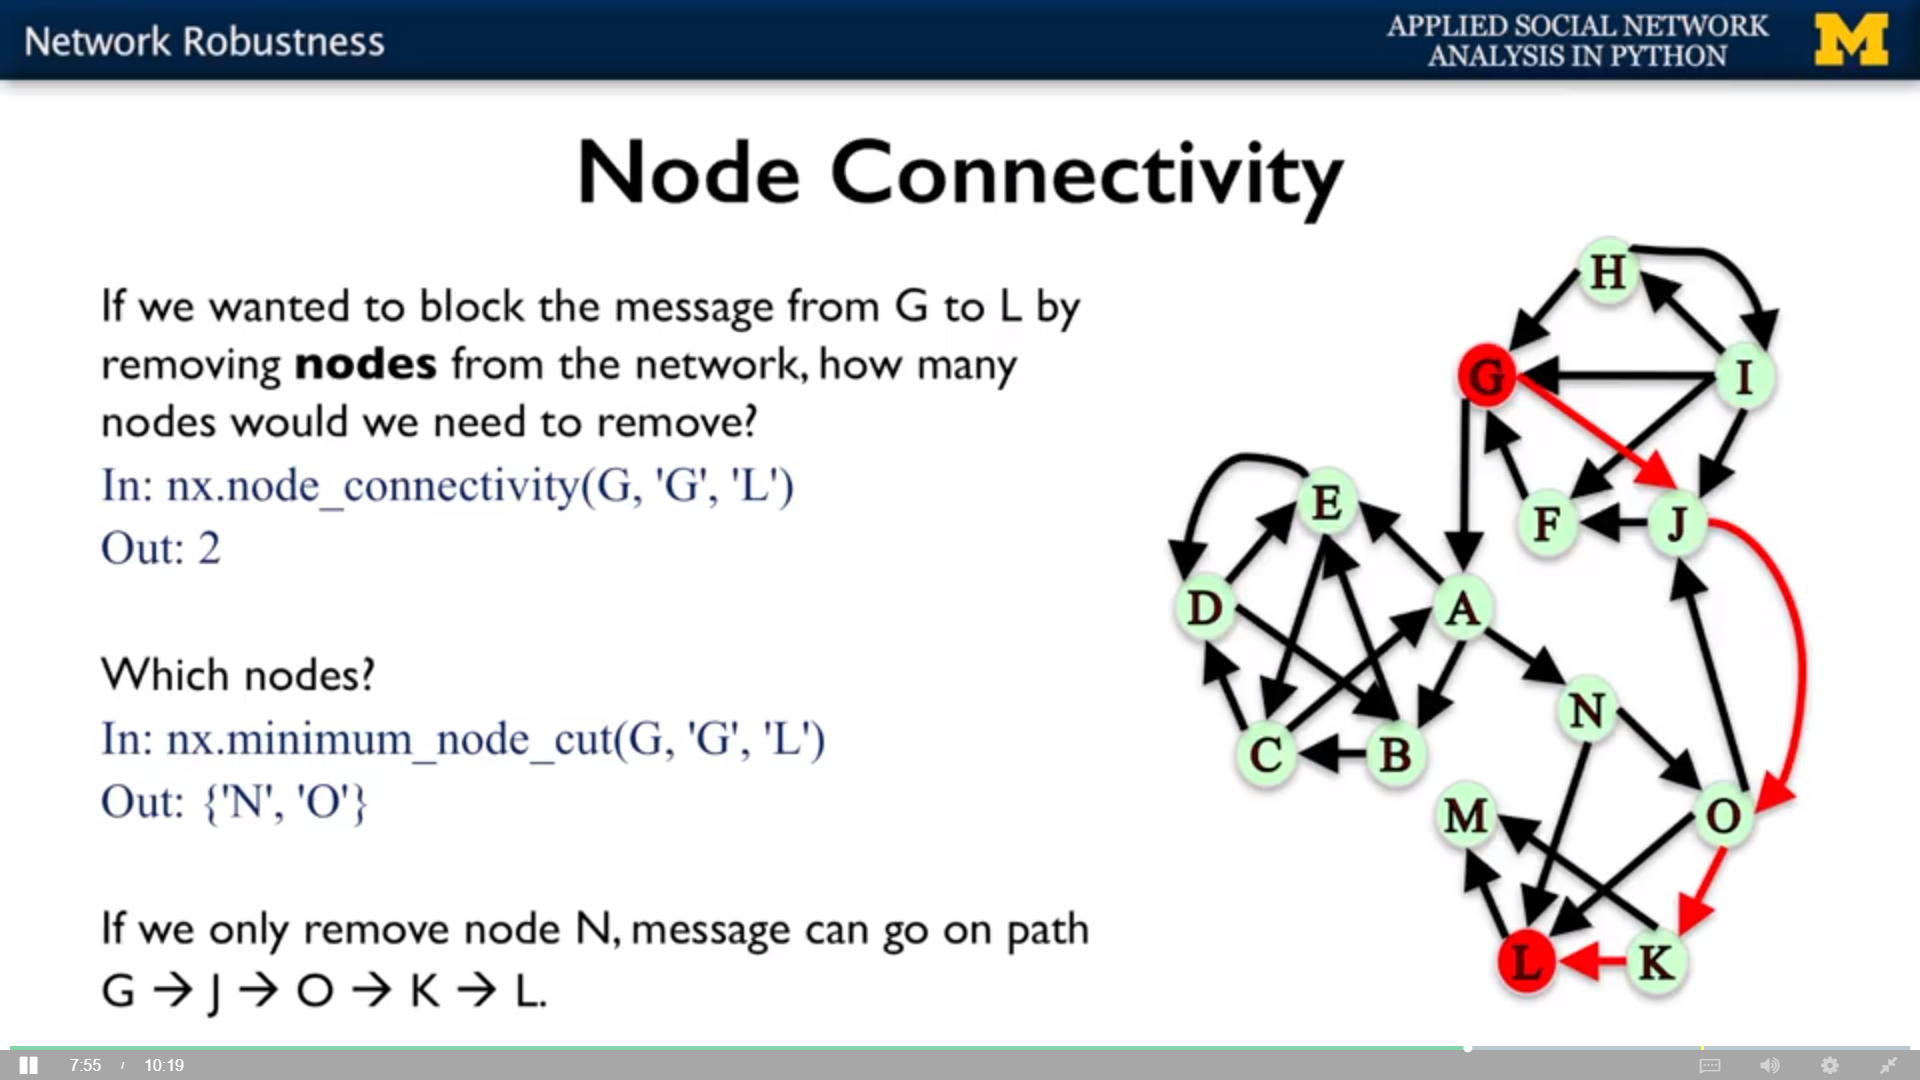 Network Robustness
APPLIED SOCIAL NETWORK
ANALYSIS IN PYTHON
M
Node Connectivity
If we wanted to block the message from G to L by
removing nodes from the network, how many
nodes would we need to remove?
In: nx.node_connectivity(G, 'G', 'L')
Out: 2
Which nodes?
In: nx.minimum_node_cut(G, 'G', 'L')
Out: {'N', 'O'}
If we only remove node N, message can go on path
G → J → O → K → L.
H
G
I
E
F
J
D
A
N
C
B
M
O
L
K
7:55 / 10:19